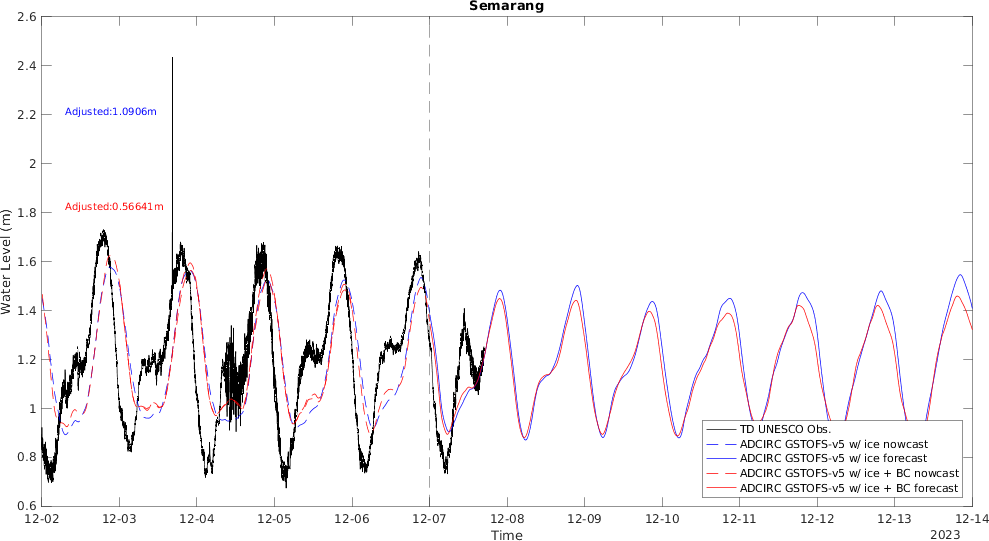 Semarang
2.6
2.4
2.2
2
1.8
1.6
1.4
1.2
1
0.8
0.6
Water Level (m)
Adjusted:1.0906m
Adjusted:0.56641m
TD UNESCO Obs.
ADCIRC GSTOFS-v5 w/ ice nowcast
ADCIRC GSTOFS-v5 w/ ice forecast
ADCIRC GSTOFS-v5 w/ ice + BC nowcast
ADCIRC GSTOFS-v5 w/ ice + BC forecast
12-02 12-03 12-04 12-05 12-06 12-07 12-08 12-09 12-10 12-11 12-12 12-13 12-14
Time
2023